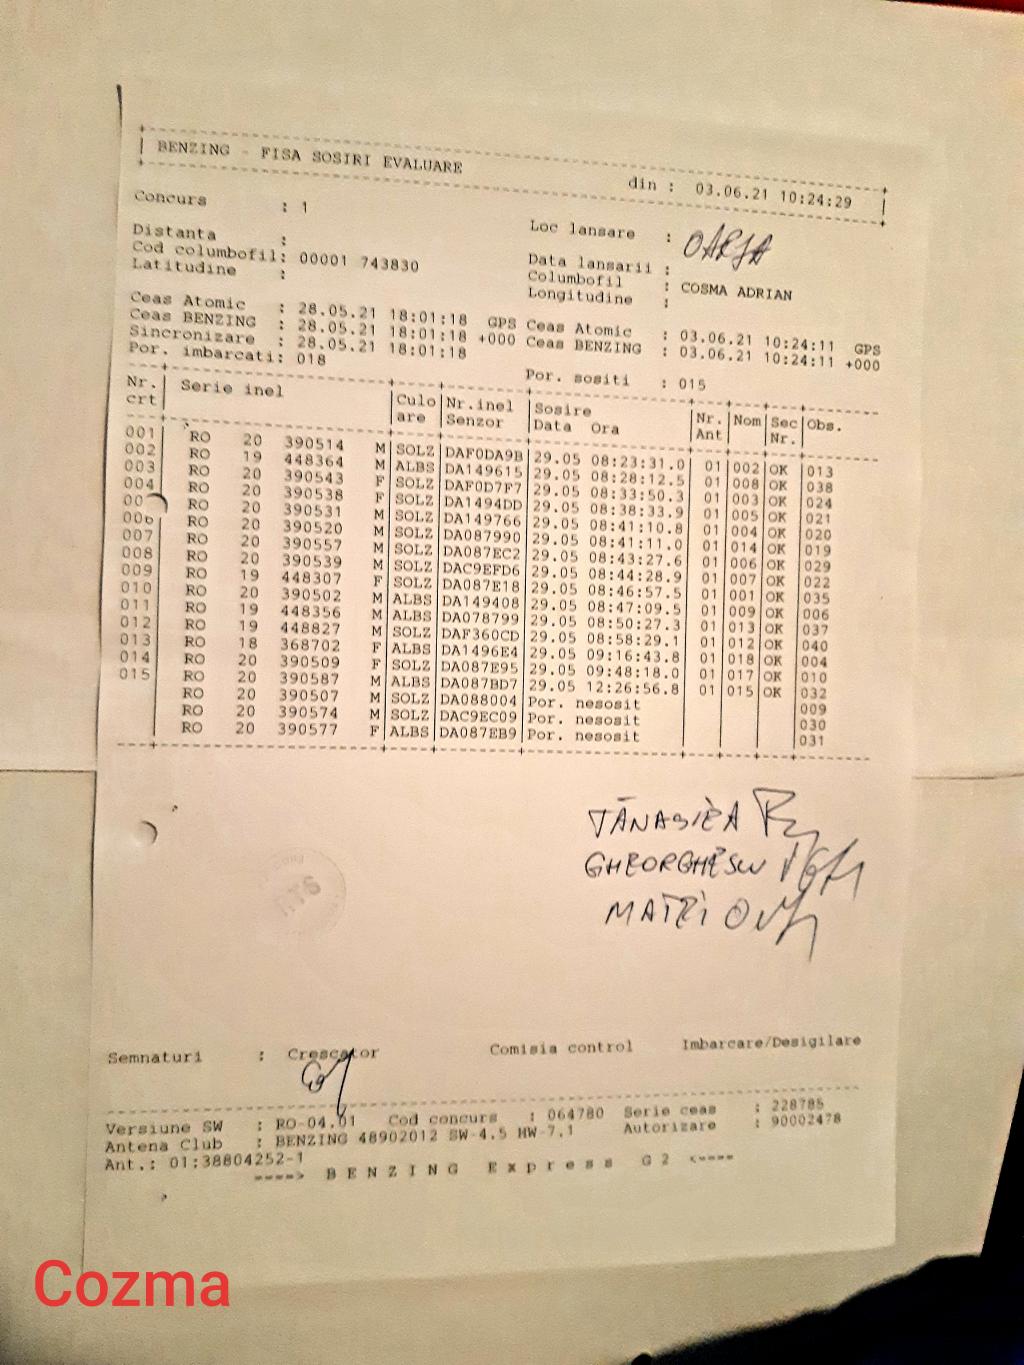 BENZING - FISA SOSIRI EVALUARE din : 03.06.21 10:24:29
Concurs : 1 Loc lansare : OARJA
Distanta : Data lansarii :
Cod columbofil: 00001 743830 Columbofil : COSMA ADRIAN
Latitudine : Longitudine :
Ceas Atomic : 28.05.21 18:01:18 GPS Ceas Atomic : 03.06.21 10:24:11 GPS
Ceas BENZING : 28.05.21 18:01:18 +000 Ceas BENZING : 03.06.21 10:24:11 +000
Sincronizare : 28.05.21 18:01:18
Por. imbarcati: 018 Por. sositi : 015
Nr. Serie inel Culo Nr.inel Sosire Nr. Nom Sec Obs.
crt are Senzor Data Ora Ant Nr.
001 RO 20 390514 M SOLZ DAF0DA9B 29.05 08:23:31.0 01 002 OK 013
002 RO 19 448364 M ALBS DA149615 29.05 08:28:12.5 01 008 OK 038
003 RO 20 390543 F SOLZ DAF0D7F7 29.05 08:33:50.3 01 003 OK 024
004 RO 20 390538 F SOLZ DA1494DD 29.05 08:38:33.9 01 005 OK 021
00 RO 20 390531 M SOLZ DA149766 29.05 08:41:10.8 01 004 OK 020
006 RO 20 390520 M SOLZ DA087990 29.05 08:41:11.0 01 014 OK 019
007 RO 20 390557 M SOLZ DA087EC2 29.05 08:43:27.6 01 006 OK 029
008 RO 20 390539 M SOLZ DAC9EFD6 29.05 08:44:28.9 01 007 OK 022
009 RO 19 448307 F SOLZ DA087E18 29.05 08:46:57.5 01 001 OK 035
010 RO 20 390502 M ALBS DA149408 29.05 08:47:09.5 01 009 OK 006
011 RO 19 448356 M ALBS DA078799 29.05 08:50:27.3 01 013 OK 037
012 RO 19 448827 M SOLZ DAF360CD 29.05 08:58:29.1 01 012 OK 040
013 RO 18 368702 F ALBS DA1496E4 29.05 09:16:43.8 01 018 OK 004
014 RO 20 390509 F SOLZ DA087E95 29.05 09:48:18.0 01 017 OK 010
015 RO 20 390587 M ALBS DA087BD7 29.05 12:26:56.8 01 015 OK 032
RO 20 390507 M SOLZ DA088004 Por. nesosit 009
RO 20 390574 M SOLZ DAC9EC09 Por. nesosit 030
RO 20 390577 F ALBS DA087EB9 Por. nesosit 031
TĂNASIEA
GHEORGHESCU
MATEI
Semnaturi : Crescator Comisia control Imbarcare/Desigilare
Versiune SW : RO-04.01 Cod concurs : 064780 Serie ceas : 228785
Antena Club : BENZING 48902012 SW-4.5 HW-7.1 Autorizare : 90002478
Ant.: 01:38804252-1
====> B E N Z I N G E x p r e s s G 2 <====
Cozma